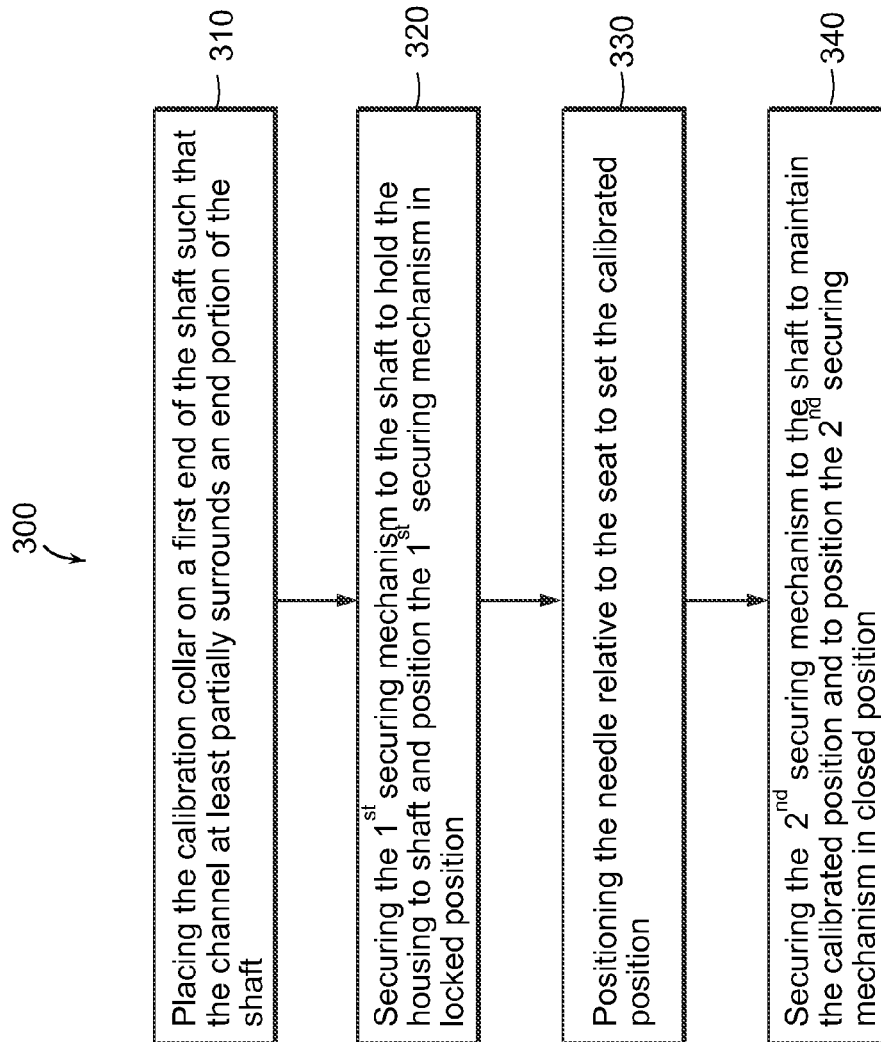 300
Placing the calibration collar on a first end of the shaft such that
the channel at least partially surrounds an end portion of the
shaft
310
Securing the 1st securing mechanism to the shaft to hold the
housing to shaft and position the 1st securing mechanism in
locked position
320
Positioning the needle relative to the seat to set the calibrated
position
330
Securing the 2nd securing mechanism to the shaft to maintain
the calibrated position and to position the 2nd securing
mechanism in closed position
340